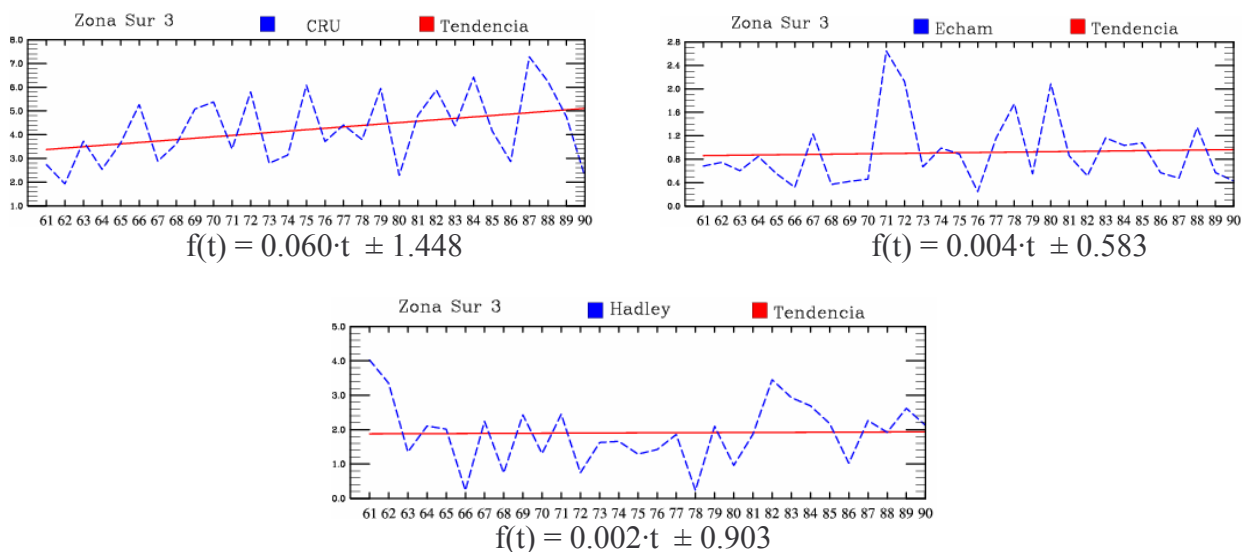 Zona Sur 3 CRU Tendencia
8.0
7.0
6.0
5.0
4.0
3.0
2.0
1.0
61 62 63 64 65 66 67 68 69 70 71 72 73 74 75 76 77 78 79 80 81 82 83 84 85 86 87 88 89 90
f(t) = 0.060·t ± 1.448
Zona Sur 3 Echam Tendencia
2.8
2.4
2.0
1.6
1.2
0.8
0.4
0.0
61 62 63 64 65 66 67 68 69 70 71 72 73 74 75 76 77 78 79 80 81 82 83 84 85 86 87 88 89 90
f(t) = 0.004·t ± 0.583
Zona Sur 3 Hadley Tendencia
5.0
4.0
3.0
2.0
1.0
0.0
61 62 63 64 65 66 67 68 69 70 71 72 73 74 75 76 77 78 79 80 81 82 83 84 85 86 87 88 89 90
f(t) = 0.002·t ± 0.903